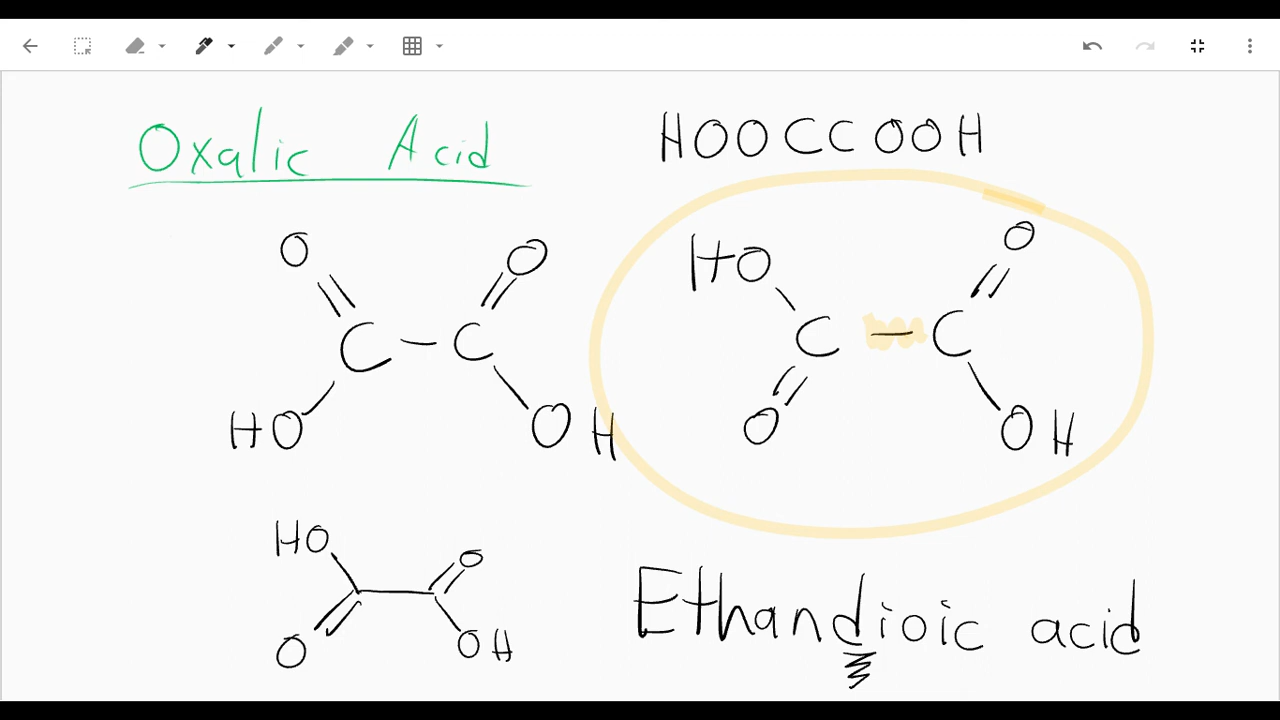 Oxalic Acid
HOOCCOOH
O O
C – C
HO OH
HO O
C – C
O OH
HO O
O OH
Ethandioic acid